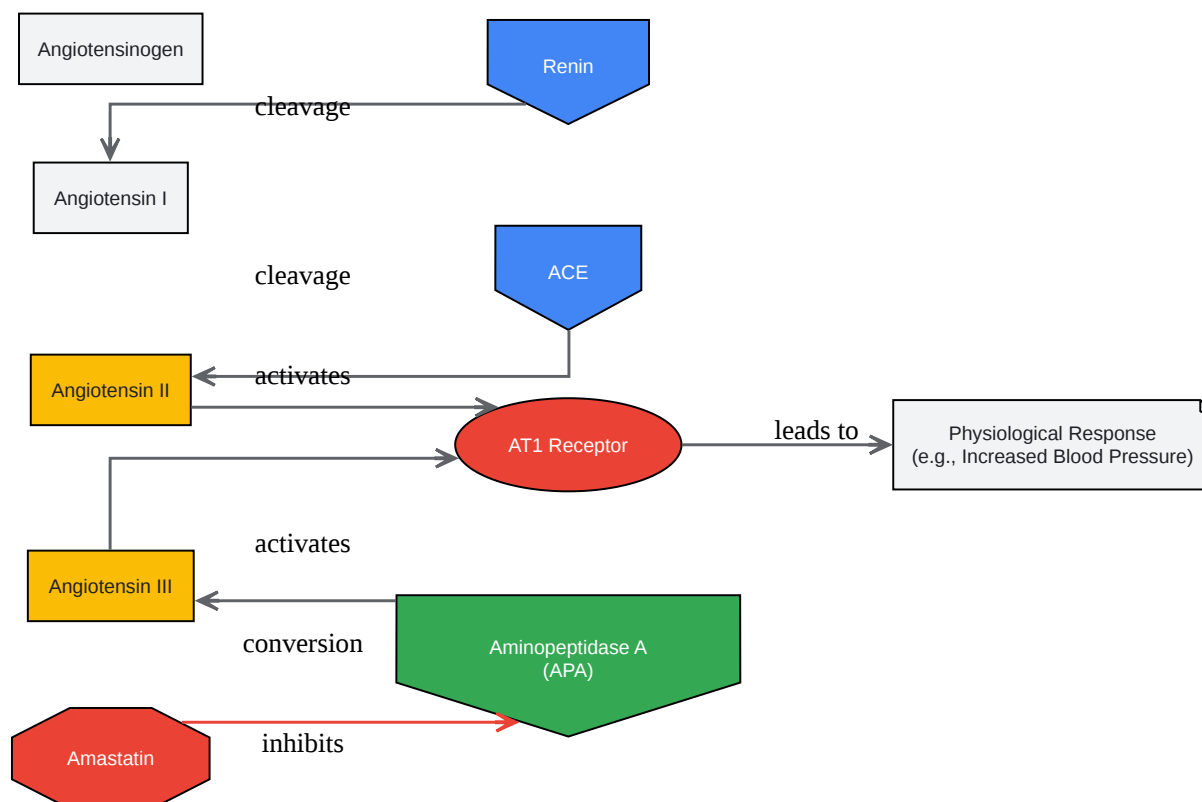 Angiotensinogen
Renin
cleavage
Angiotensin I
ACE
cleavage
Angiotensin II
activates
AT1 Receptor
leads to
Physiological Response
(e.g., Increased Blood Pressure)
activates
Angiotensin III
conversion
Aminopeptidase A
(APA)
Amastatin
inhibits